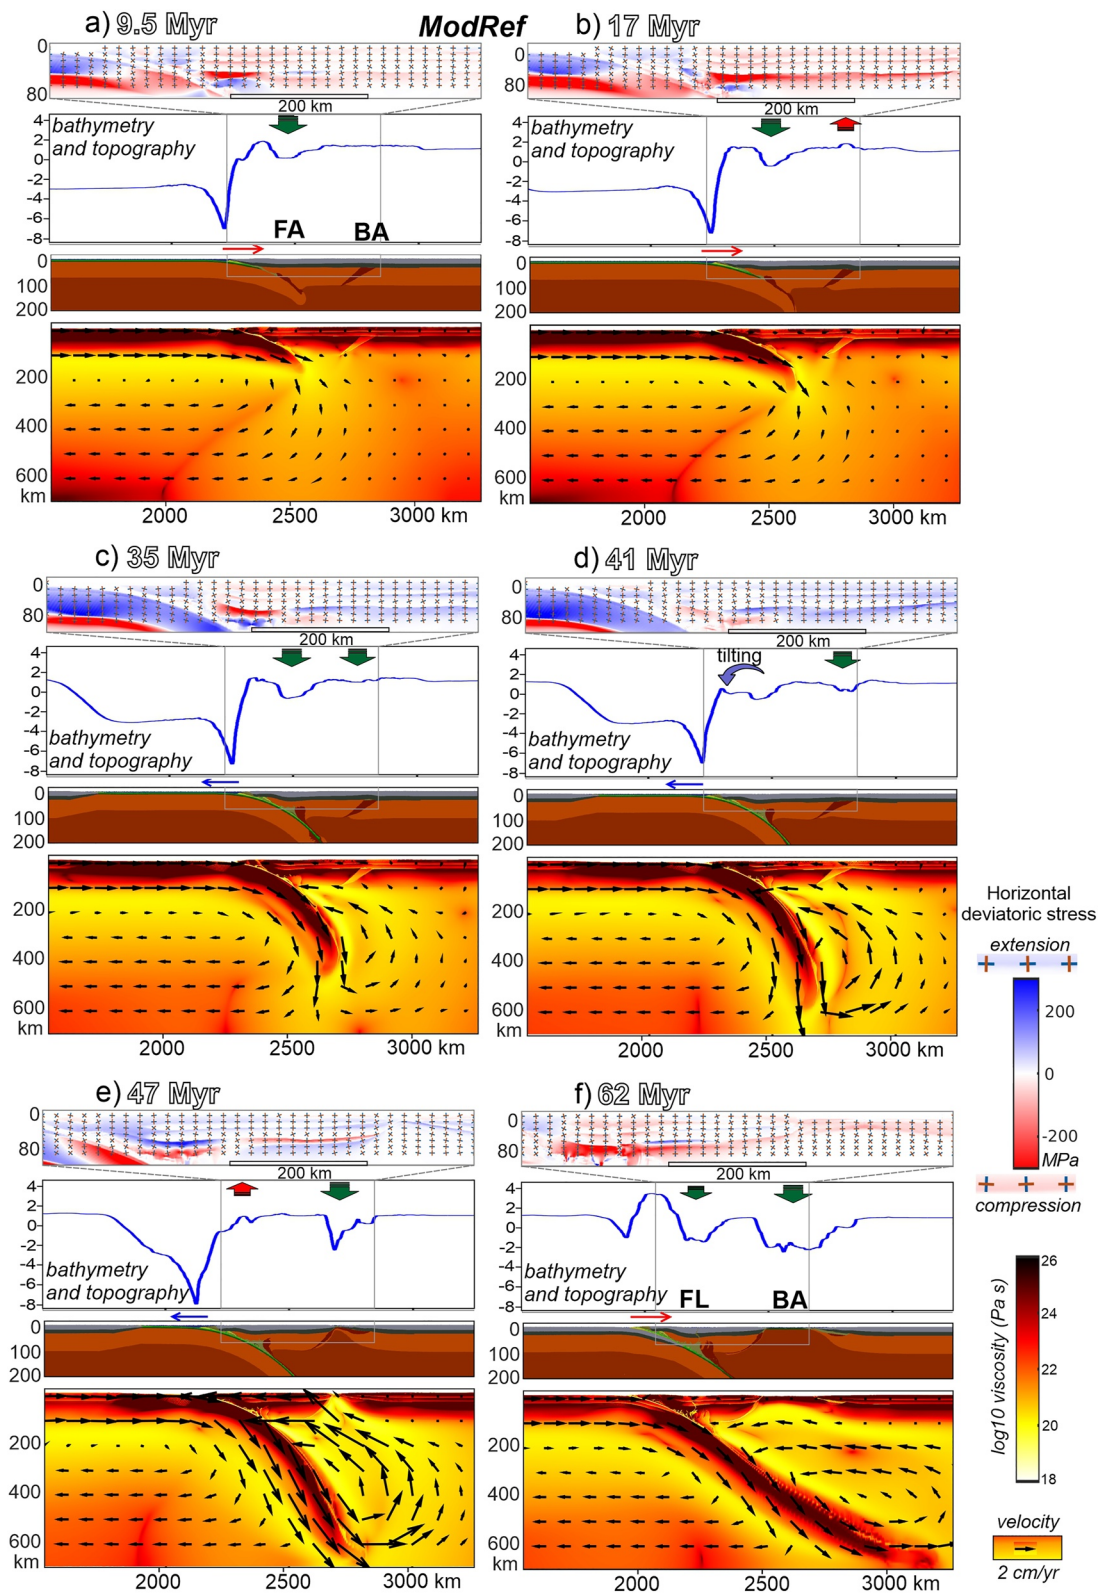 ModRef
a) 9.5 Myr
0
80
200 km
4
2
0
-2
-4
-6
-8
bathymetry
and topography
FA
BA
0
100
200
200
400
600
km
2000
2500
3000 km
b) 17 Myr
0
80
200 km
4
2
0
-2
-4
-6
-8
bathymetry
and topography
0
100
200
200
400
600
km
2000
2500
3000 km
c) 35 Myr
0
80
200 km
4
2
0
-2
-4
-6
-8
bathymetry
and topography
0
100
200
200
400
600
km
2000
2500
3000 km
d) 41 Myr
0
80
200 km
4
2
0
-2
-4
-6
-8
tilting
bathymetry
and topography
0
100
200
200
400
600
km
2000
2500
3000 km
e) 47 Myr
0
80
200 km
4
2
0
-2
-4
-6
-8
bathymetry
and topography
0
100
200
200
400
600
km
2000
2500
3000 km
f) 62 Myr
0
80
200 km
4
2
0
-2
-4
-6
-8
bathymetry
and topography
FL
BA
0
100
200
200
400
600
km
2000
2500
3000 km
Horizontal
deviatoric stress
extension
200
0
-200
MPa
compression
log10 viscosity (Pa s)
26
24
22
20
18
velocity
2 cm/yr